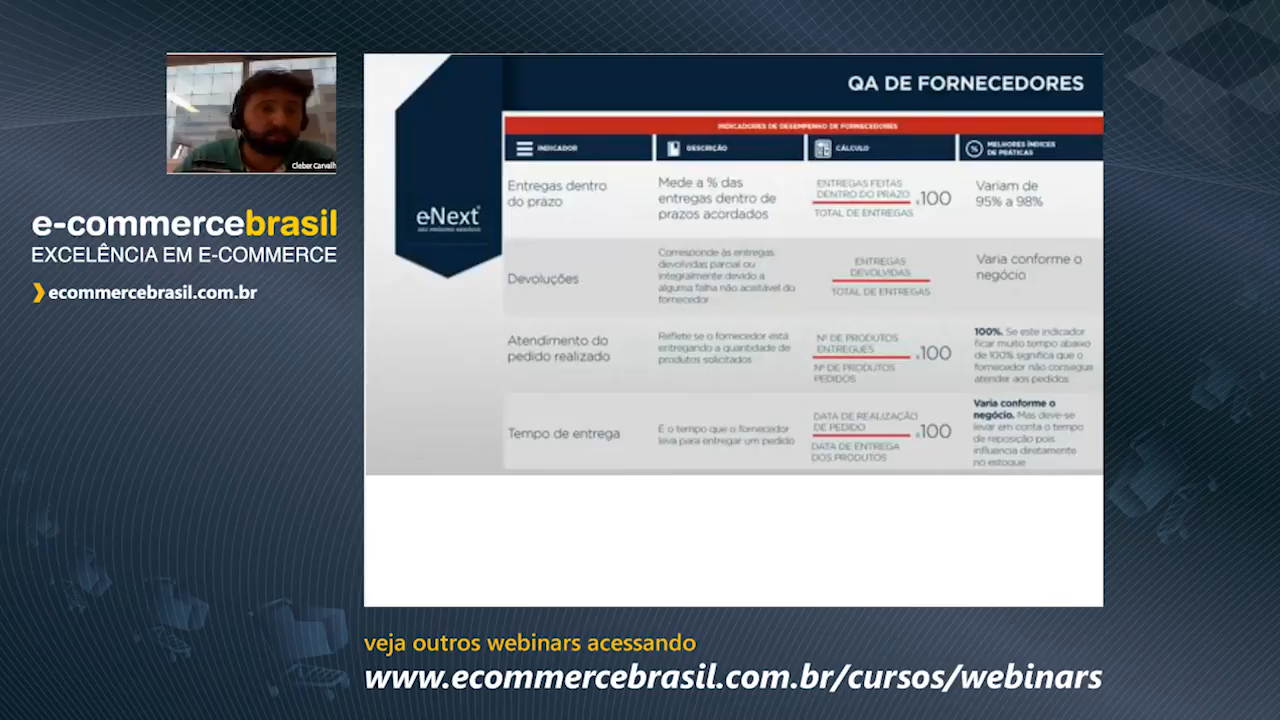 Cleber Carvalh
e-commercebrasil
EXCELÊNCIA EM E-COMMERCE
ecommercebrasil.com.br
QA DE FORNECEDORES
INDICADORES DE DESEMPENHO DE FORNECEDORES
INDICADOR
DESCRIÇÃO
CÁLCULO
% MELHORES ÍNDICES
DE PRÁTICAS
eNext
SEU PRÓXIMO NEGÓCIO
Entregas dentro
do prazo
Mede a % das
entregas dentro de
prazos acordados
ENTREGAS FEITAS
DENTRO DO PRAZO
x100
TOTAL DE ENTREGAS
Variam de
95% a 98%
Devoluções
Corresponde às entregas
devolvidas parcial ou
integralmente devido a
alguma falha não aceitável do
fornecedor
ENTREGAS
DEVOLVIDAS
TOTAL DE ENTREGAS
Varia conforme o
negócio
Atendimento do
pedido realizado
Reflete se o fornecedor está
entregando a quantidade de
produtos solicitados
Nº DE PRODUTOS
ENTREGUES
x100
Nº DE PRODUTOS
PEDIDOS
100%. Se este indicador
ficar muito tempo abaixo
de 100% significa que o
fornecedor não consegue
atender aos pedidos
Tempo de entrega
É o tempo que o fornecedor
leva para entregar um pedido
DATA DE REALIZAÇÃO
DE PEDIDO
x100
DATA DE ENTREGA
DOS PRODUTOS
Varia conforme o
negócio. Mas deve-se
levar em conta o tempo
de reposição pois
influencia diretamente
no estoque
veja outros webinars acessando
www.ecommercebrasil.com.br/cursos/webinars